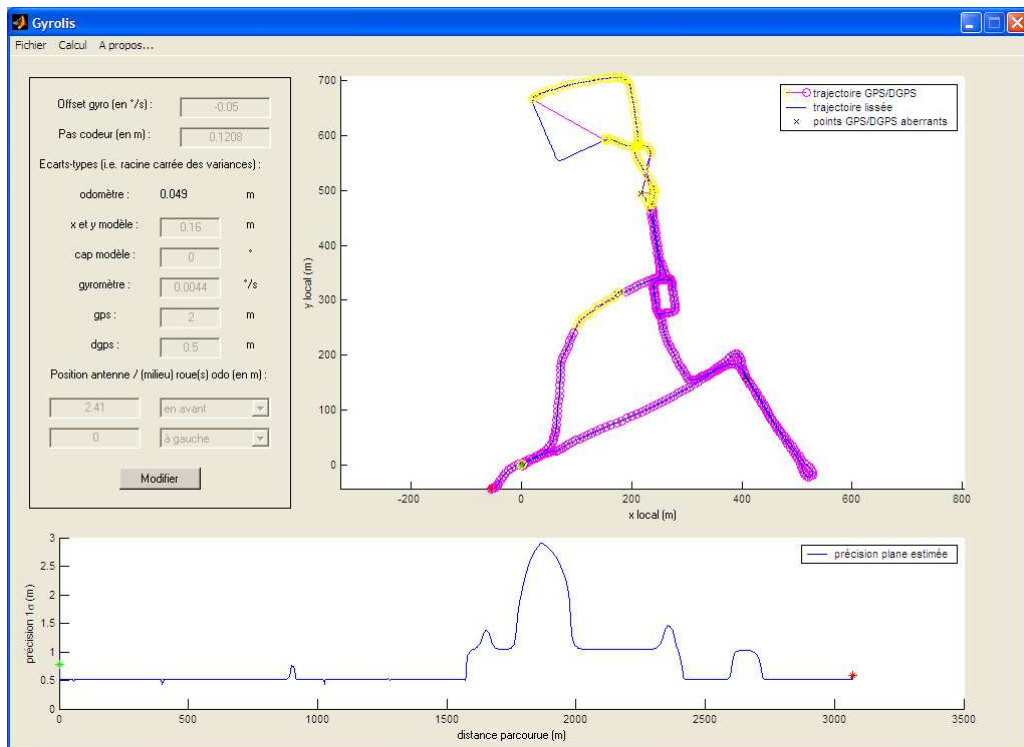 Gyrolis
Fichier Calcul A propos...
Offset gyro (en °/s) : -0.05
Pas codeur (en m) : 0.1208
Ecarts-types (i.e. racine carrée des variances) :
odomètre : 0.049 m
x et y modèle : 0.16 m
cap modèle : 0 °
gyromètre : 0.0044 °/s
gps : 2 m
dgps : 0.5 m
Position antenne / (milieu) roue(s) odo (en m) :
2.41 en avant
0 à gauche
Modifier
y local (m)
700
600
500
400
300
200
100
0
-200 0 200 400 600 800
x local (m)
trajectoire GPS/DGPS
trajectoire lissée
points GPS/DGPS aberrants
précision 1σ (m)
3
2.5
2
1.5
1
0.5
0
0 500 1000 1500 2000 2500 3000 3500
distance parcourue (m)
précision plane estimée